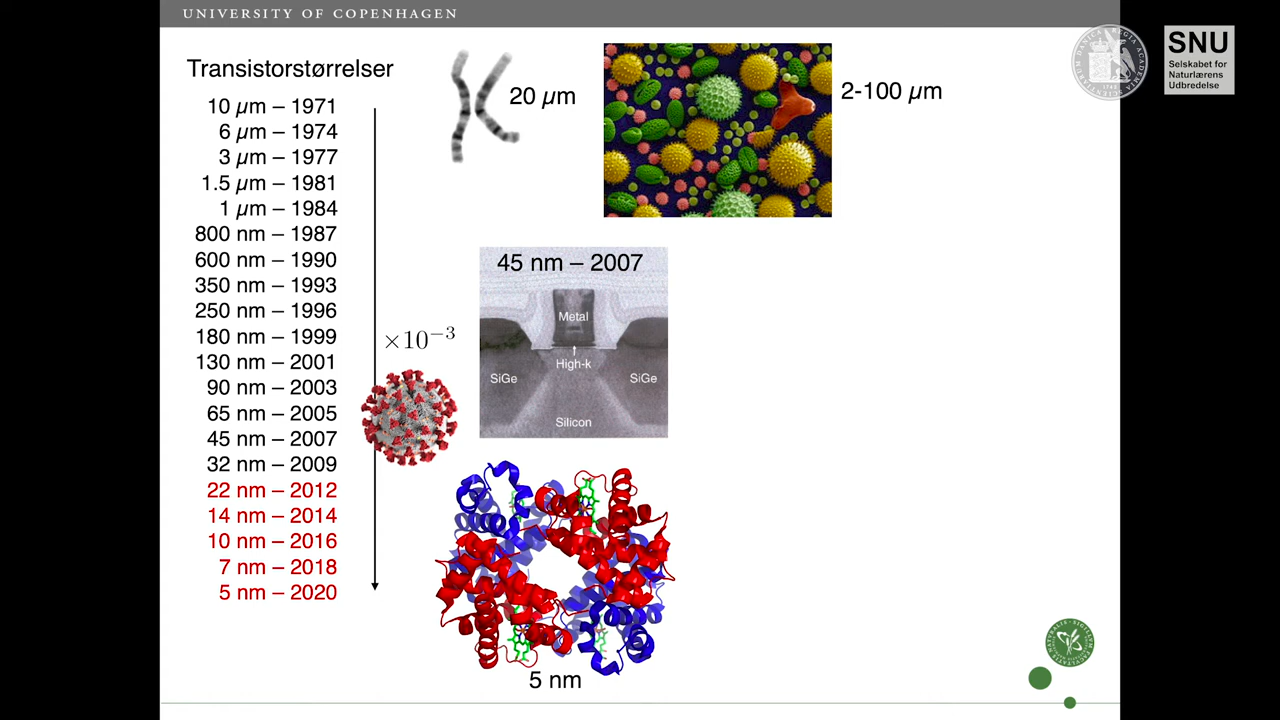 UNIVERSITY OF COPENHAGEN
Transistorstørrelser
10 µm – 1971
6 µm – 1974
3 µm – 1977
1.5 µm – 1981
1 µm – 1984
800 nm – 1987
600 nm – 1990
350 nm – 1993
250 nm – 1996
180 nm – 1999
130 nm – 2001
90 nm – 2003
65 nm – 2005
45 nm – 2007
32 nm – 2009
22 nm – 2012
14 nm – 2014
10 nm – 2016
7 nm – 2018
5 nm – 2020
×10⁻³
20 µm
2-100 µm
45 nm – 2007
Metal
High-k
SiGe
SiGe
Silicon
5 nm
SNU
Selskabet for
Naturlærens
Udbredelse